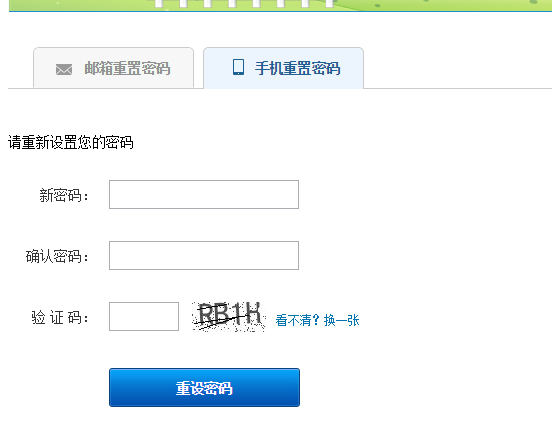 邮箱重置密码 手机重置密码
请重新设置您的密码
新密码：
确认密码：
验 证 码： RB1H 看不清？换一张
重设密码